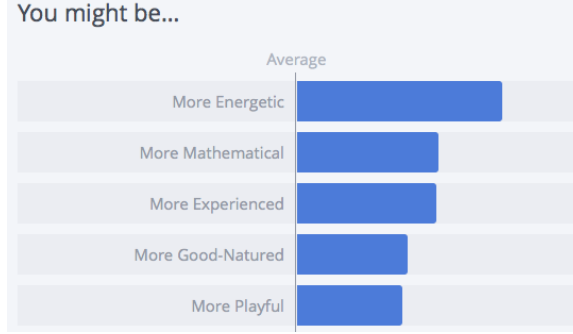 You might be...
Average
More Energetic
More Mathematical
More Experienced
More Good-Natured
More Playful